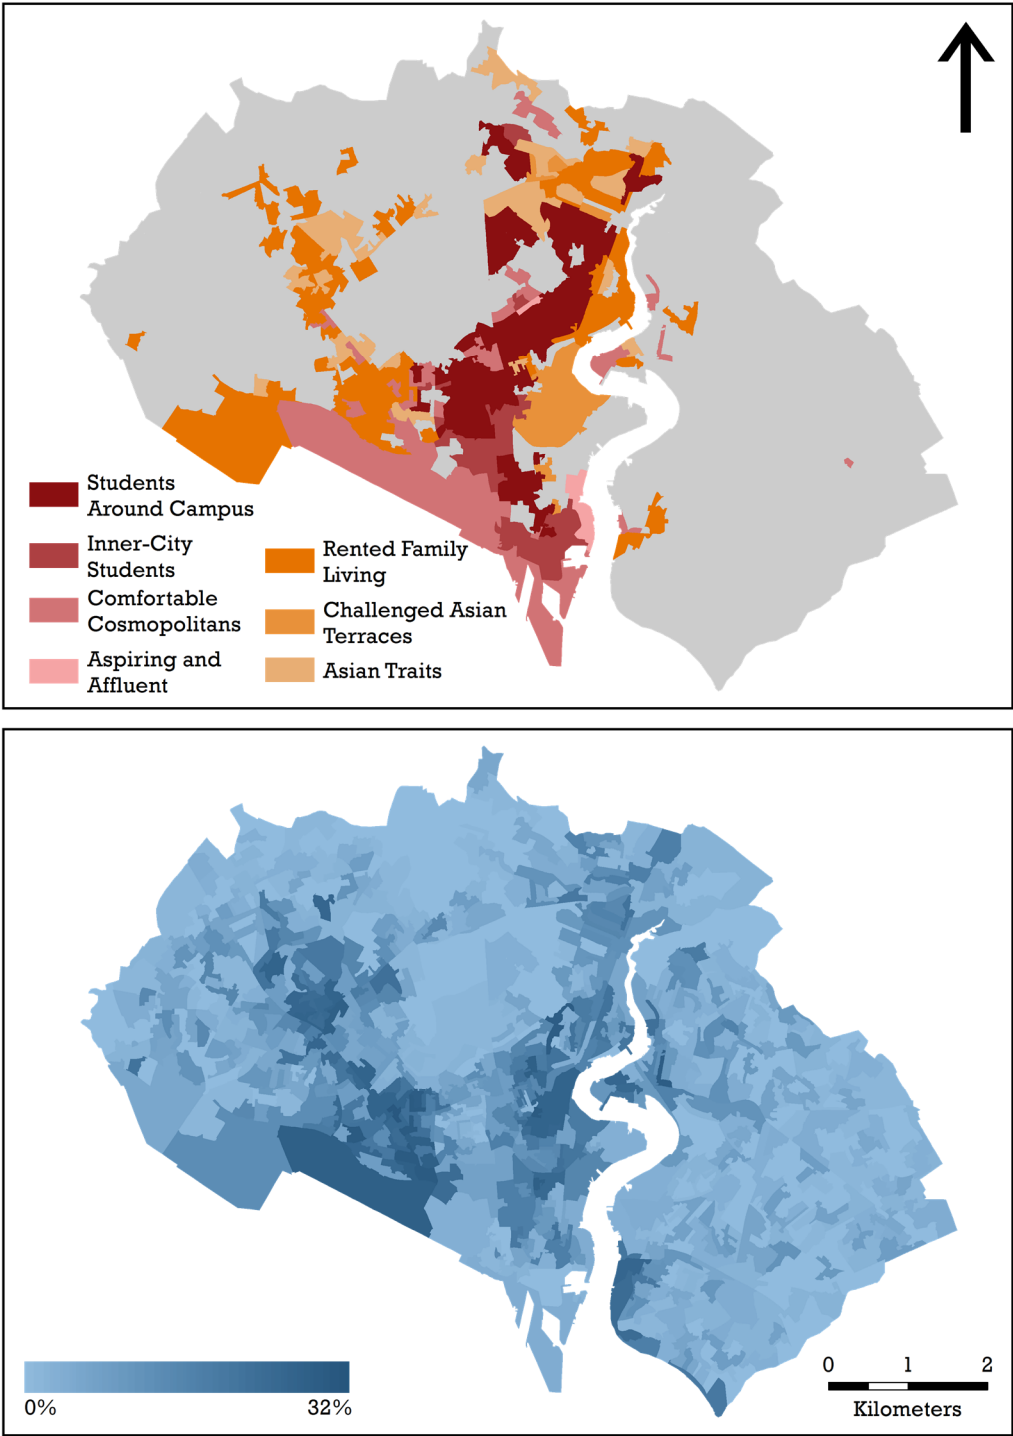 Students
Around Campus
Inner-City
Students
Comfortable
Cosmopolitans
Aspiring and
Affluent
Rented Family
Living
Challenged Asian
Terraces
Asian Traits
0%
32%
0
1
2
Kilometers